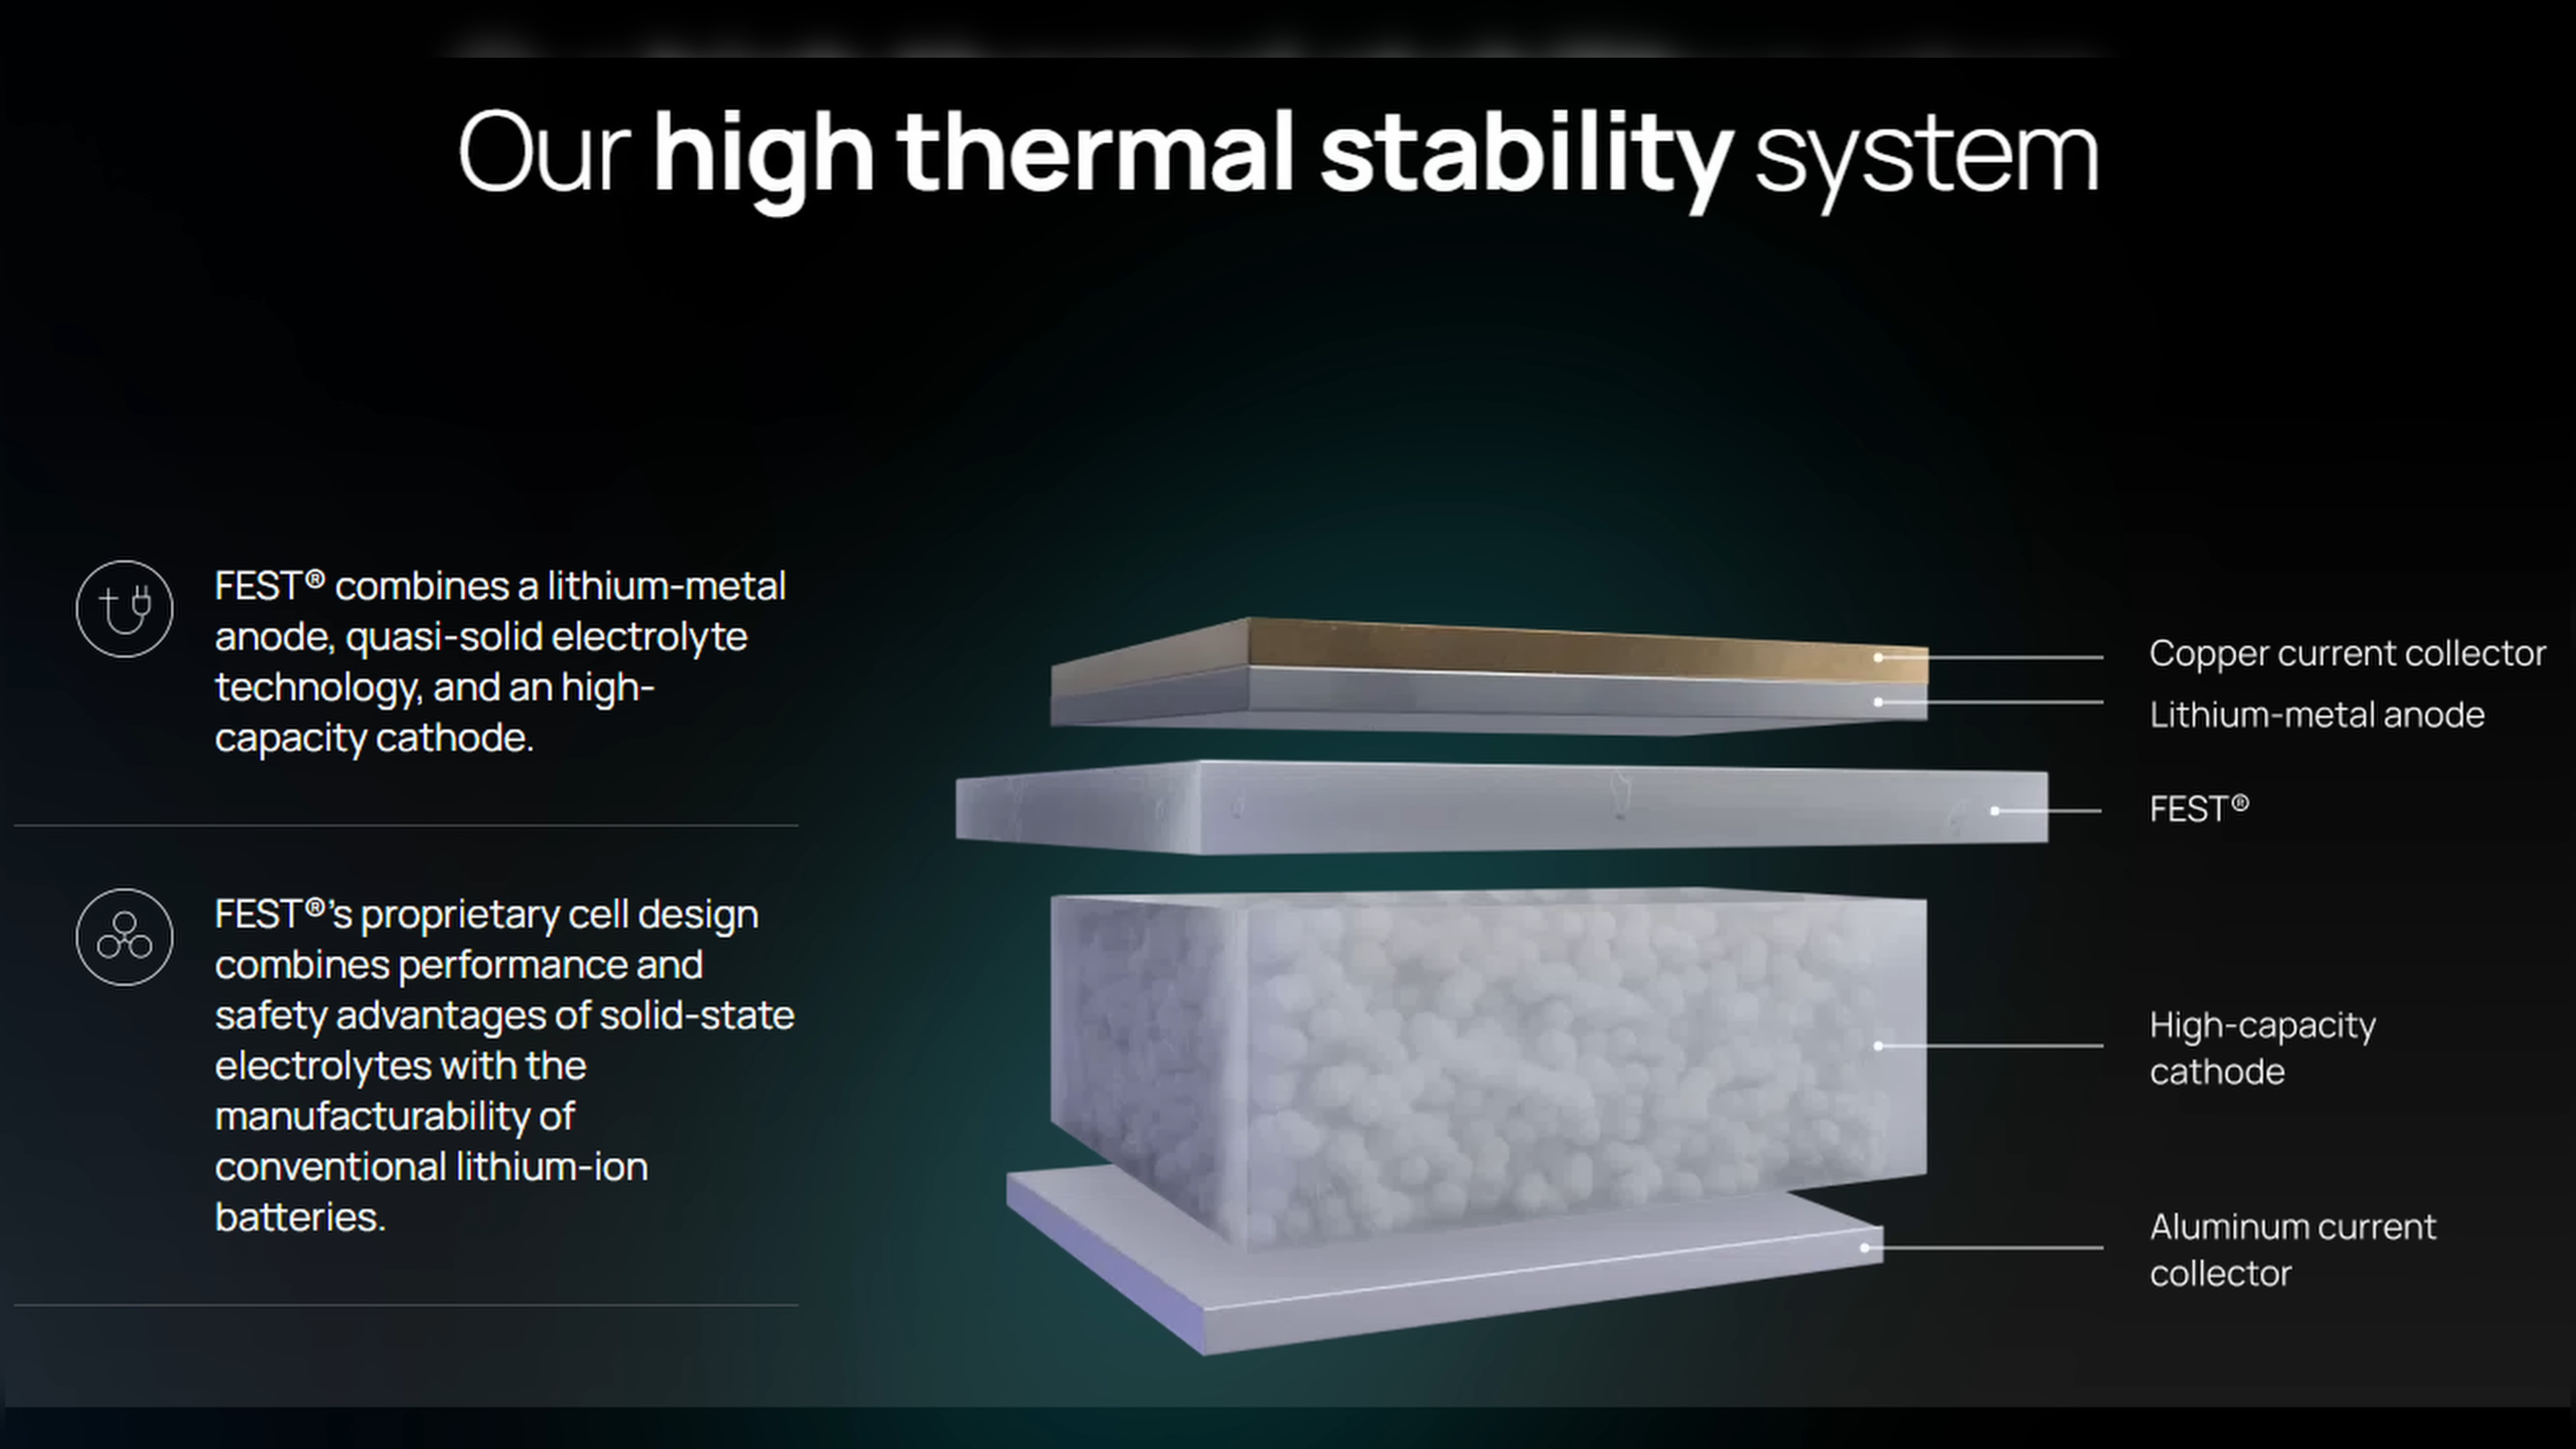 Our high thermal stability system
FEST® combines a lithium-metal
anode, quasi-solid electrolyte
technology, and an high-
capacity cathode.
FEST®'s proprietary cell design
combines performance and
safety advantages of solid-state
electrolytes with the
manufacturability of
conventional lithium-ion
batteries.
Copper current collector
Lithium-metal anode
FEST®
High-capacity
cathode
Aluminum current
collector